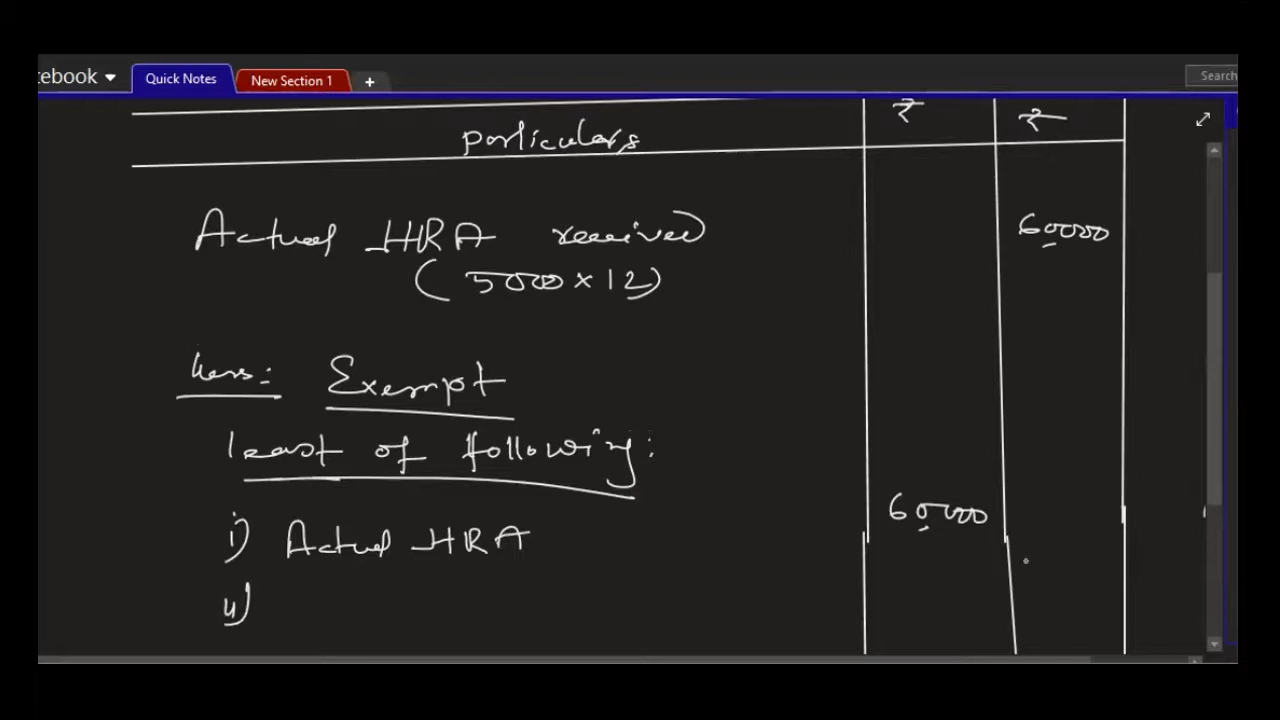 tebook
Quick Notes
New Section 1
+
Search
particulars ₹ ₹
Actual HRA received 60000
(5000 × 12)
Less: Exempt
least of following:
i) Actual HRA 60000
ii)